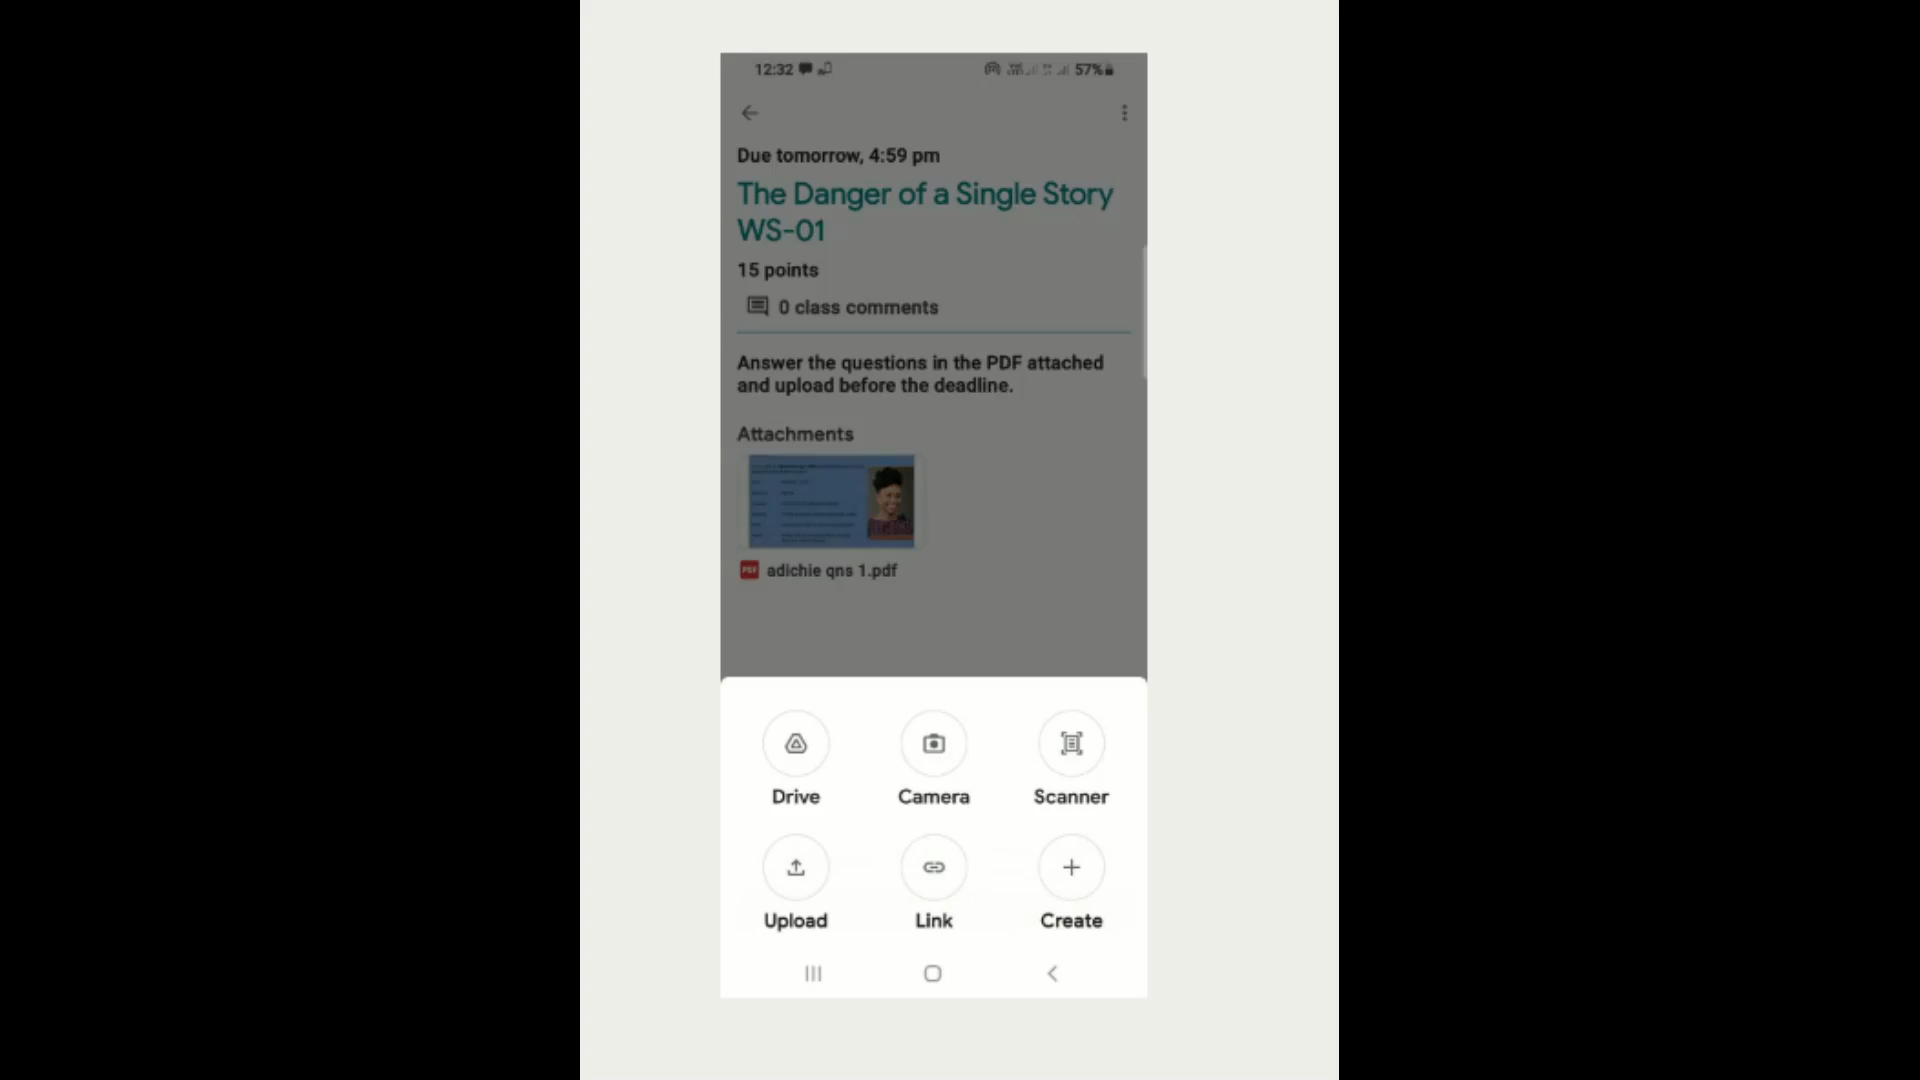 12:32
57%
Due tomorrow, 4:59 pm
The Danger of a Single Story
WS-01
15 points
0 class comments
Answer the questions in the PDF attached
and upload before the deadline.
Attachments
PDF adichie qns 1.pdf
Drive Camera Scanner
Upload Link Create